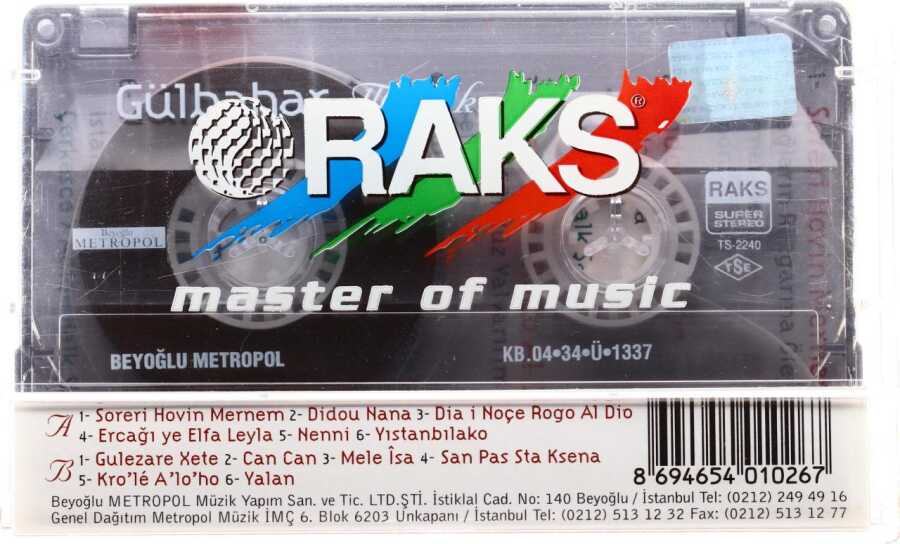 Gülbahar
RAKS®
Beyoğlu
METROPOL
RAKS
SUPER
STEREO
TS-2240
TSE
master of music
BEYOĞLU METROPOL KB.04•34•Ü•1337
A 1- Soreri Hovin Mernem 2- Didou Nana 3- Dia i Noçe Rogo Al Dio
4- Ercağı ye Elfa Leyla 5- Nenni 6- Yıstanbılako
B 1- Gulezare Xete 2- Can Can 3- Mele Îsa 4- San Pas Sta Ksena
5- Kro'lé A'lo'ho 6- Yalan
8 694654 010267
Beyoğlu METROPOL Müzik Yapım San. ve Tic. LTD.ŞTİ. İstiklal Cad. No: 140 Beyoğlu / İstanbul Tel: (0212) 249 49 16
Genel Dağıtım Metropol Müzik İMÇ 6. Blok 6203 Unkapanı / İstanbul Tel: (0212) 513 12 32 Fax: (0212) 513 12 77